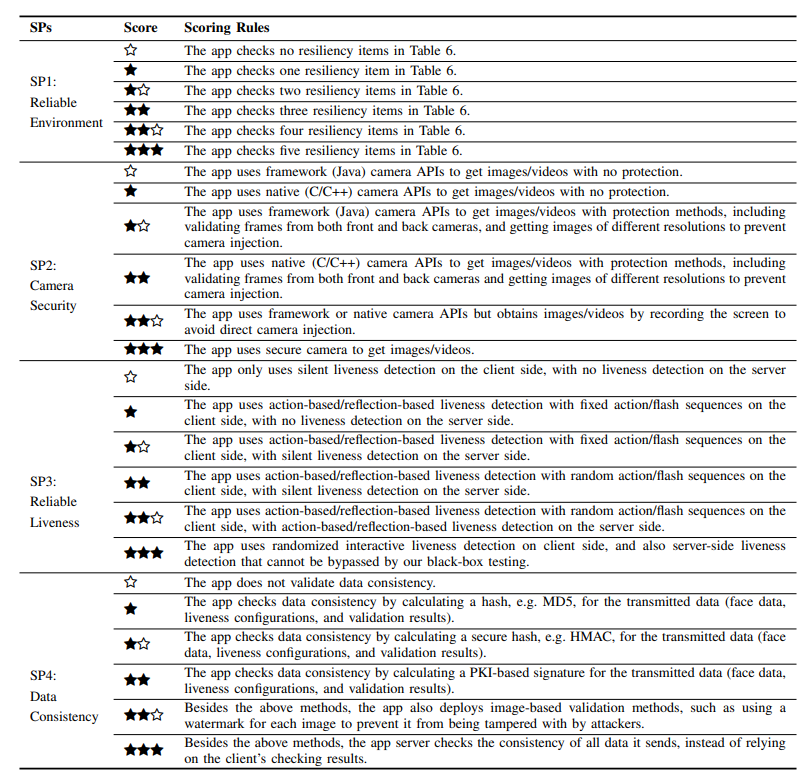 SPs Score Scoring Rules
SP1:
Reliable
Environment
☆ The app checks no resiliency items in Table 6.
★ The app checks one resiliency item in Table 6.
★☆ The app checks two resiliency items in Table 6.
★★ The app checks three resiliency items in Table 6.
★★☆ The app checks four resiliency items in Table 6.
★★★ The app checks five resiliency items in Table 6.
SP2:
Camera
Security
☆ The app uses framework (Java) camera APIs to get images/videos with no protection.
★ The app uses native (C/C++) camera APIs to get images/videos with no protection.
★☆ The app uses framework (Java) camera APIs to get images/videos with protection methods, including
validating frames from both front and back cameras, and getting images of different resolutions to prevent
camera injection.
★★ The app uses native (C/C++) camera APIs to get images/videos with protection methods, including
validating frames from both front and back cameras and getting images of different resolutions to prevent
camera injection.
★★☆ The app uses framework or native camera APIs but obtains images/videos by recording the screen to
avoid direct camera injection.
★★★ The app uses secure camera to get images/videos.
SP3:
Reliable
Liveness
☆ The app only uses silent liveness detection on the client side, with no liveness detection on the server
side.
★ The app uses action-based/reflection-based liveness detection with fixed action/flash sequences on the
client side, with no liveness detection on the server side.
★☆ The app uses action-based/reflection-based liveness detection with fixed action/flash sequences on the
client side, with silent liveness detection on the server side.
★★ The app uses action-based/reflection-based liveness detection with random action/flash sequences on the
client side, with silent liveness detection on the server side.
★★☆ The app uses action-based/reflection-based liveness detection with random action/flash sequences on the
client side, with action-based/reflection-based liveness detection on the server side.
★★★ The app uses randomized interactive liveness detection on client side, and also server-side liveness
detection that cannot be bypassed by our black-box testing.
SP4:
Data
Consistency
☆ The app does not validate data consistency.
★ The app checks data consistency by calculating a hash, e.g. MD5, for the transmitted data (face data,
liveness configurations, and validation results).
★☆ The app checks data consistency by calculating a secure hash, e.g. HMAC, for the transmitted data (face
data, liveness configurations, and validation results).
★★ The app checks data consistency by calculating a PKI-based signature for the transmitted data (face data,
liveness configurations, and validation results).
★★☆ Besides the above methods, the app also deploys image-based validation methods, such as using a
watermark for each image to prevent it from being tampered with by attackers.
★★★ Besides the above methods, the app server checks the consistency of all data it sends, instead of relying
on the client's checking results.